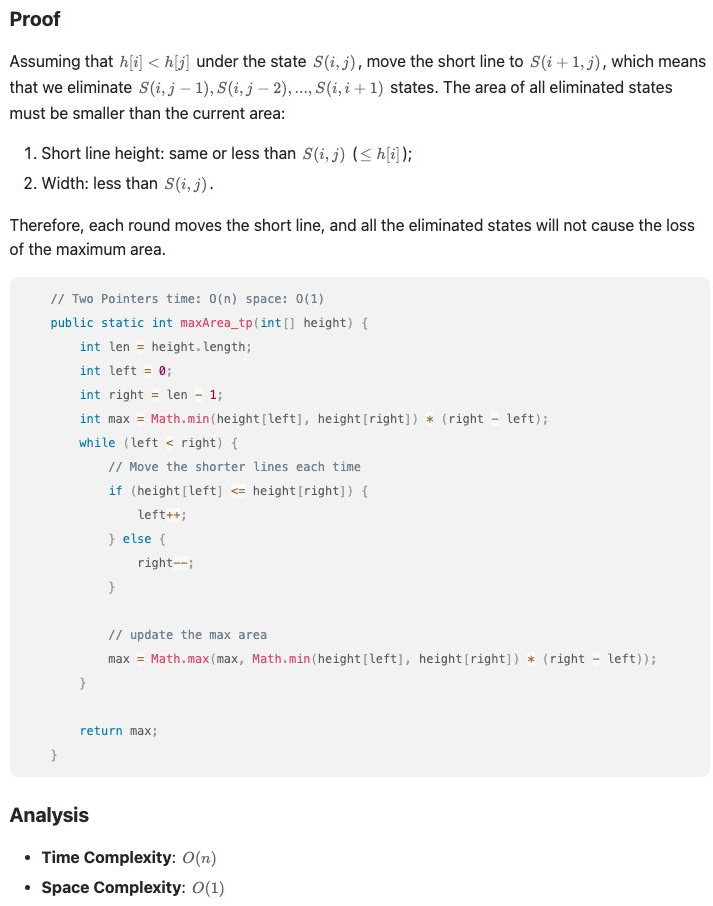 Proof
Assuming that h[i] < h[j] under the state S(i, j), move the short line to S(i + 1, j), which means
that we eliminate S(i, j − 1), S(i, j − 2), ..., S(i, i + 1) states. The area of all eliminated states
must be smaller than the current area:
1. Short line height: same or less than S(i, j) (≤ h[i]);
2. Width: less than S(i, j).
Therefore, each round moves the short line, and all the eliminated states will not cause the loss
of the maximum area.
// Two Pointers time: O(n) space: O(1)
public static int maxArea_tp(int[] height) {
int len = height.length;
int left = 0;
int right = len - 1;
int max = Math.min(height[left], height[right]) * (right - left);
while (left < right) {
// Move the shorter lines each time
if (height[left] <= height[right]) {
left++;
} else {
right--;
}
// update the max area
max = Math.max(max, Math.min(height[left], height[right]) * (right - left));
}
return max;
}
Analysis
• Time Complexity: O(n)
• Space Complexity: O(1)